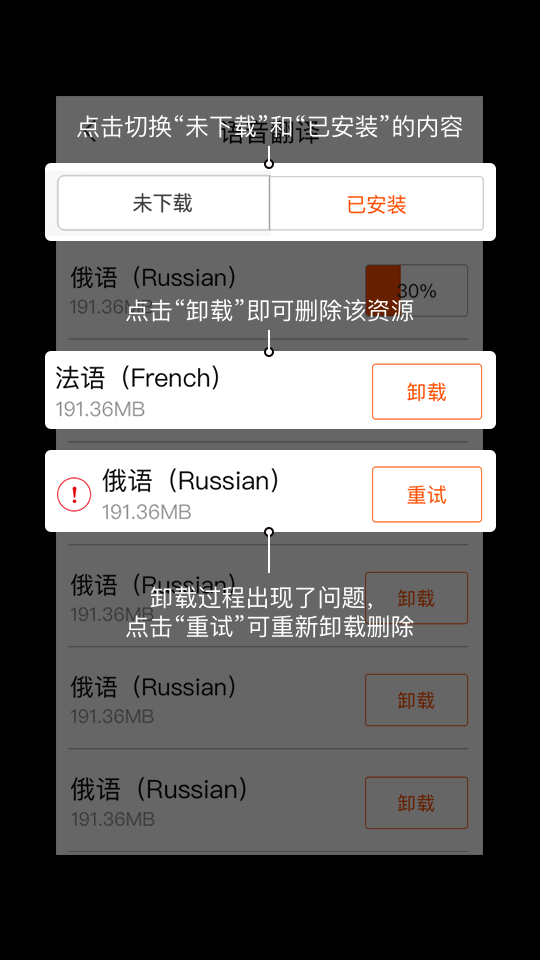 语音翻译
点击切换“未下载”和“已安装”的内容
未下载
已安装
俄语（Russian）
191.36MB
30%
点击“卸载”即可删除该资源
法语（French）
191.36MB
卸载
俄语（Russian）
191.36MB
重试
!
俄语（Russian）
191.36MB
卸载
卸载过程出现了问题，
点击“重试”可重新卸载删除
俄语（Russian）
191.36MB
卸载
俄语（Russian）
191.36MB
卸载